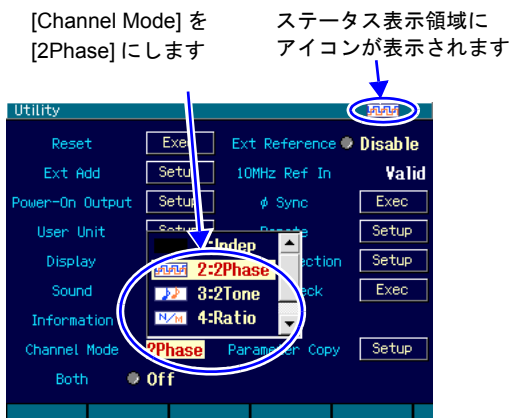 [Channel Mode] を
[2Phase] にします
ステータス表示領域に
アイコンが表示されます
Utility
Reset Exec Ext Reference Disable
Ext Add Setup 10MHz Ref In Valid
Power-On Output Setup ϕ Sync Exec
User Unit Setup Setup
:Indep
Display Setup
2:2Phase
Sound 3:2Tone Exec
Information N/M 4:Ratio
Channel Mode 2Phase Parameter Copy Setup
Both Off